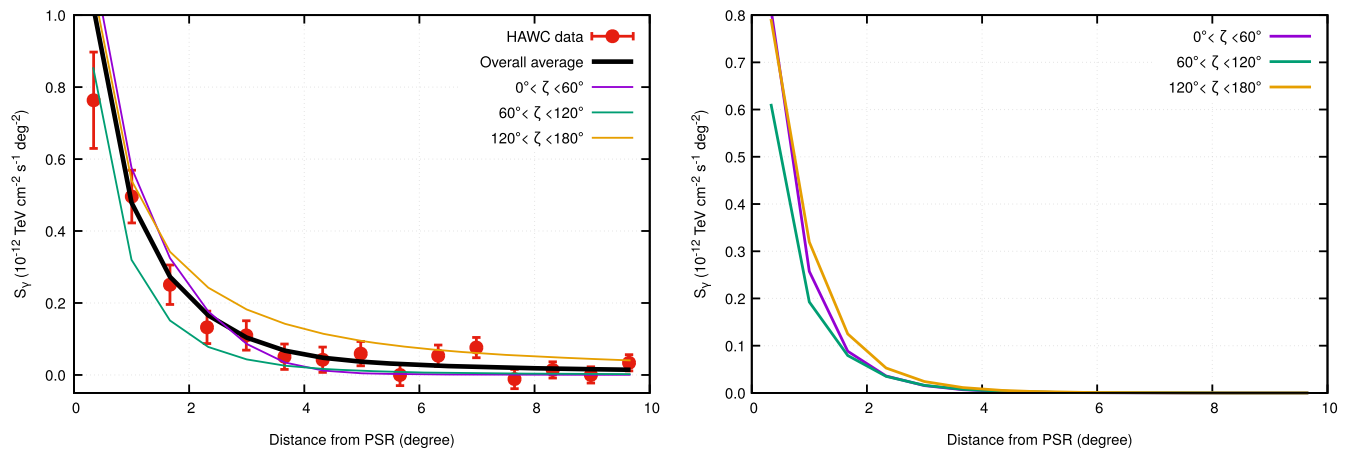 1.0
0.8
0.6
0.4
0.2
0.0
0 2 4 6 8 10
Distance from PSR (degree)
Sγ (10-12 TeV cm-2 s-1 deg-2)
HAWC data
Overall average
0°< ζ <60°
60°< ζ <120°
120°< ζ <180°
0.8
0.7
0.6
0.5
0.4
0.3
0.2
0.1
0.0
0 2 4 6 8 10
Distance from PSR (degree)
Sγ (10-12 TeV cm-2 s-1 deg-2)
0°< ζ <60°
60°< ζ <120°
120°< ζ <180°